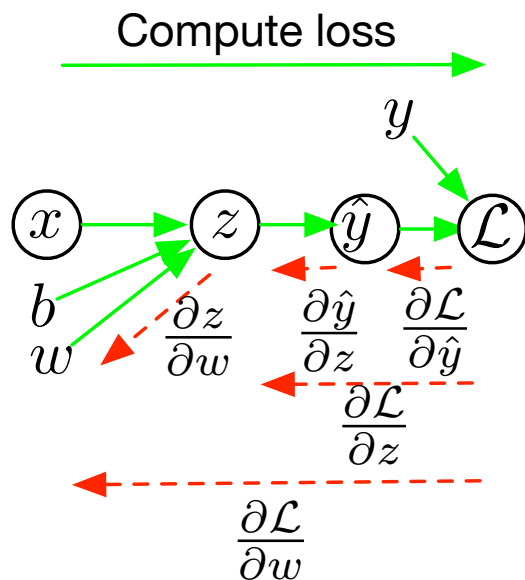 Compute loss
y
x z ŷ ℒ
b
w
∂z/∂w ∂ŷ/∂z ∂ℒ/∂ŷ
∂ℒ/∂z
∂ℒ/∂w